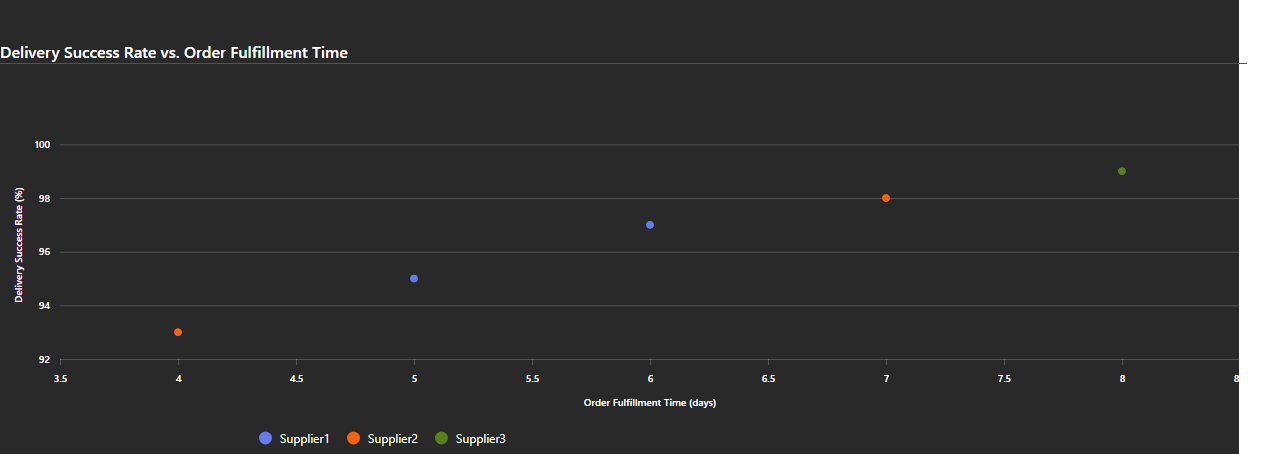 Delivery Success Rate vs. Order Fulfillment Time
100
98
96
94
92
Delivery Success Rate (%)
3.5 4 4.5 5 5.5 6 6.5 7 7.5 8 8
Order Fulfillment Time (days)
Supplier1 Supplier2 Supplier3